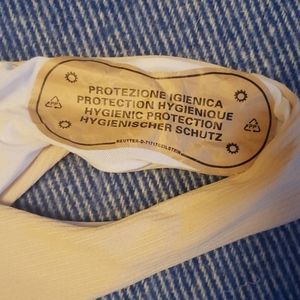 PROTEZIONE IGIENICA
PROTECTION HYGIENIQUE
HYGIENIC PROTECTION
HYGIENISCHER SCHUTZ